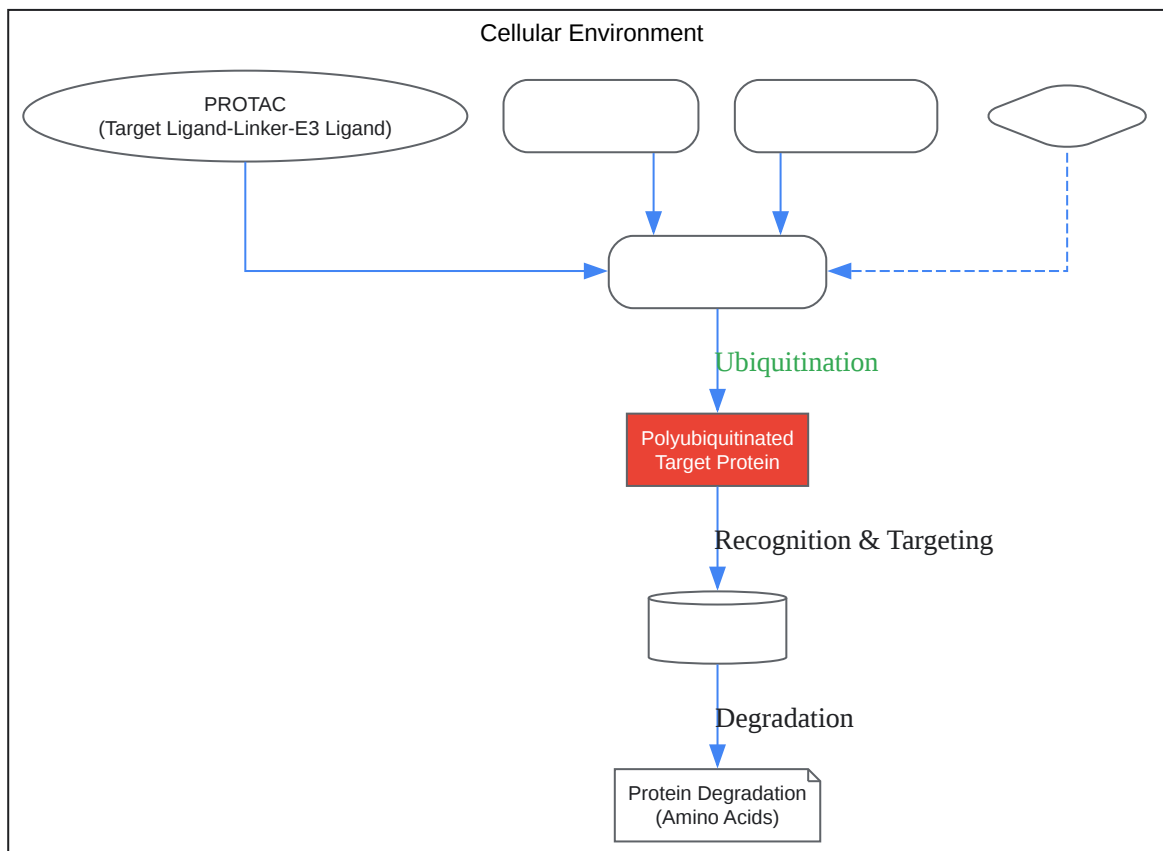 Cellular Environment
PROTAC
(Target Ligand-Linker-E3 Ligand)
Ubiquitination
Polyubiquitinated
Target Protein
Recognition & Targeting
Degradation
Protein Degradation
(Amino Acids)